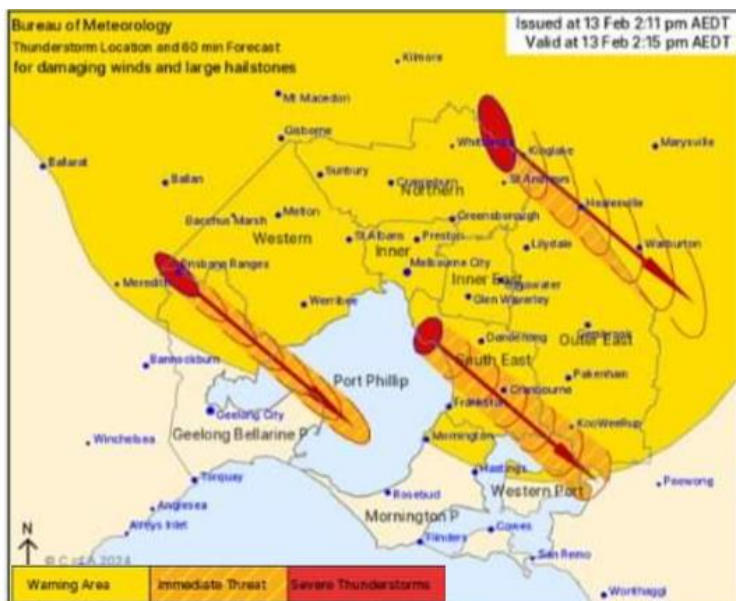 Bureau of Meteorology
Thunderstorm Location and 60 min Forecast
for damaging winds and large hailstones
Issued at 13 Feb 2:11 pm AEDT
Valid at 13 Feb 2:15 pm AEDT
Kilmore
Mt Macedon
Gisborne
Kinglake
Marysville
Ballarat
Ballan
Sunbury
Craigieburn
Northern
St Andrews
Healesville
Bacchus Marsh
Melton
Greensborough
Western
St Albans
Preston
Lilydale
Warburton
Inner
Brisbane Ranges
Melbourne City
Inner East
Meredith
Glen Waverley
Werribee
Dandenong
Outer East
South East
Bannockburn
Port Phillip
Pakenham
Cranbourne
Frankston
Geelong City
KooWeeRup
Geelong Bellarine P
Winchelsea
Mornington
Hastings
Torquay
Western Port
Rosebud
Anglesea
Mornington P
Cowes
Aireys Inlet
Flinders
N
San Remo
Wonthaggi
Warning Area
Immediate Threat
Severe Thunderstorms